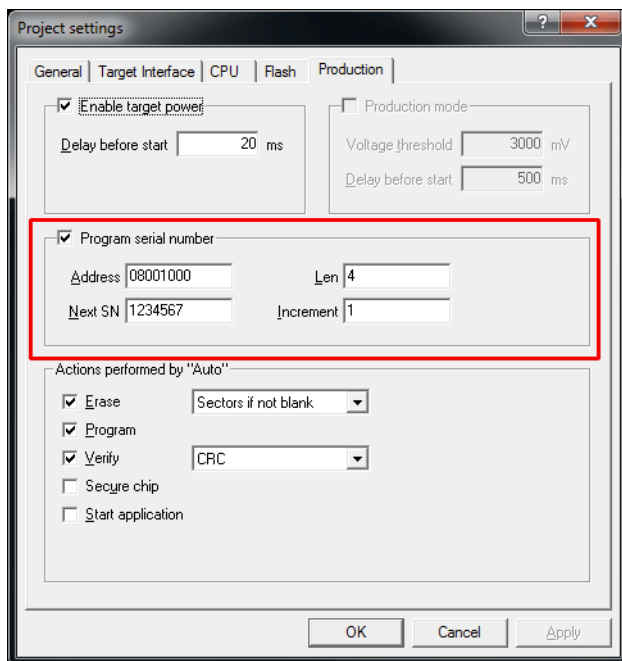 Project settings
General Target Interface CPU Flash Production
Enable target power
Delay before start 20 ms
Production mode
Voltage threshold 3000 mV
Delay before start 500 ms
Program serial number
Address 08001000 Len 4
Next SN 1234567 Increment 1
Actions performed by "Auto"
Erase Sectors if not blank
Program
Verify CRC
Secure chip
Start application
OK Cancel Apply